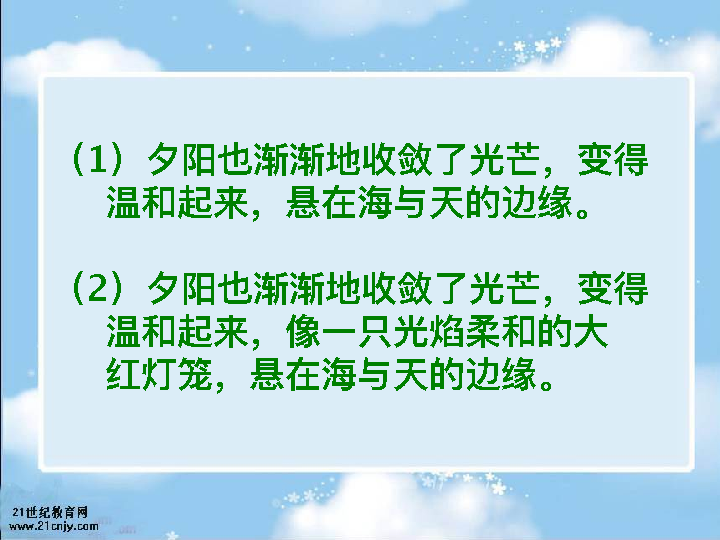 （1）夕阳也渐渐地收敛了光芒，变得
温和起来，悬在海与天的边缘。
（2）夕阳也渐渐地收敛了光芒，变得
温和起来，像一只光焰柔和的大
红灯笼，悬在海与天的边缘。
21世纪教育网
www.21cnjy.com